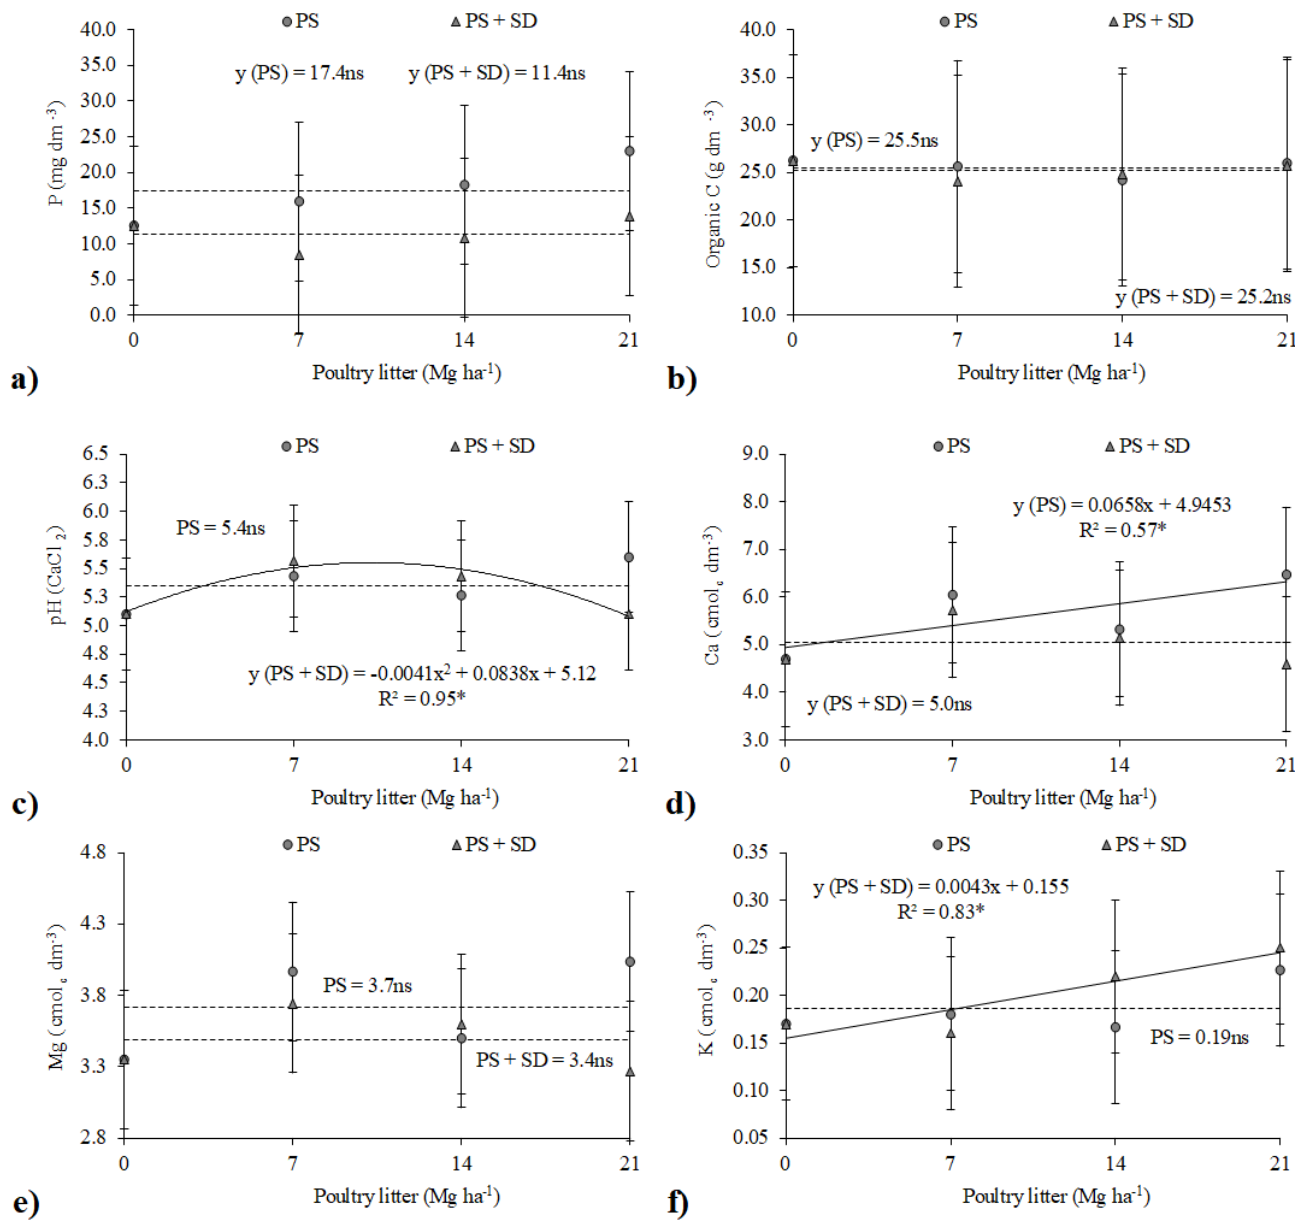 PS PS + SD
40.0
35.0
30.0
25.0
20.0
15.0
10.0
5.0
0.0
P (mg dm -3)
y (PS) = 17.4ns y (PS + SD) = 11.4ns
0 7 14 21
Poultry litter (Mg ha-1)
a)
PS PS + SD
40.0
35.0
30.0
25.0
20.0
15.0
10.0
Organic C (g dm -3)
y (PS) = 25.5ns
y (PS + SD) = 25.2ns
0 7 14 21
Poultry litter (Mg ha-1)
b)
PS PS + SD
6.5
6.3
6.0
5.8
5.5
5.3
5.0
4.8
4.5
4.3
4.0
pH (CaCl 2)
PS = 5.4ns
y (PS + SD) = -0.0041x2 + 0.0838x + 5.12
R² = 0.95*
0 7 14 21
Poultry litter (Mg ha-1)
c)
PS PS + SD
9.0
8.0
7.0
6.0
5.0
4.0
3.0
Ca ( cmol c dm-3)
y (PS) = 0.0658x + 4.9453
R² = 0.57*
y (PS + SD) = 5.0ns
0 7 14 21
Poultry litter (Mg ha-1)
d)
PS PS + SD
4.8
4.3
3.8
3.3
2.8
Mg ( cmol c dm-3)
PS = 3.7ns
PS + SD = 3.4ns
0 7 14 21
Poultry litter (Mg ha-1)
e)
PS PS + SD
0.35
0.30
0.25
0.20
0.15
0.10
0.05
K ( cmol c dm-3)
y (PS + SD) = 0.0043x + 0.155
R² = 0.83*
PS = 0.19ns
0 7 14 21
Poultry litter (Mg ha-1)
f)